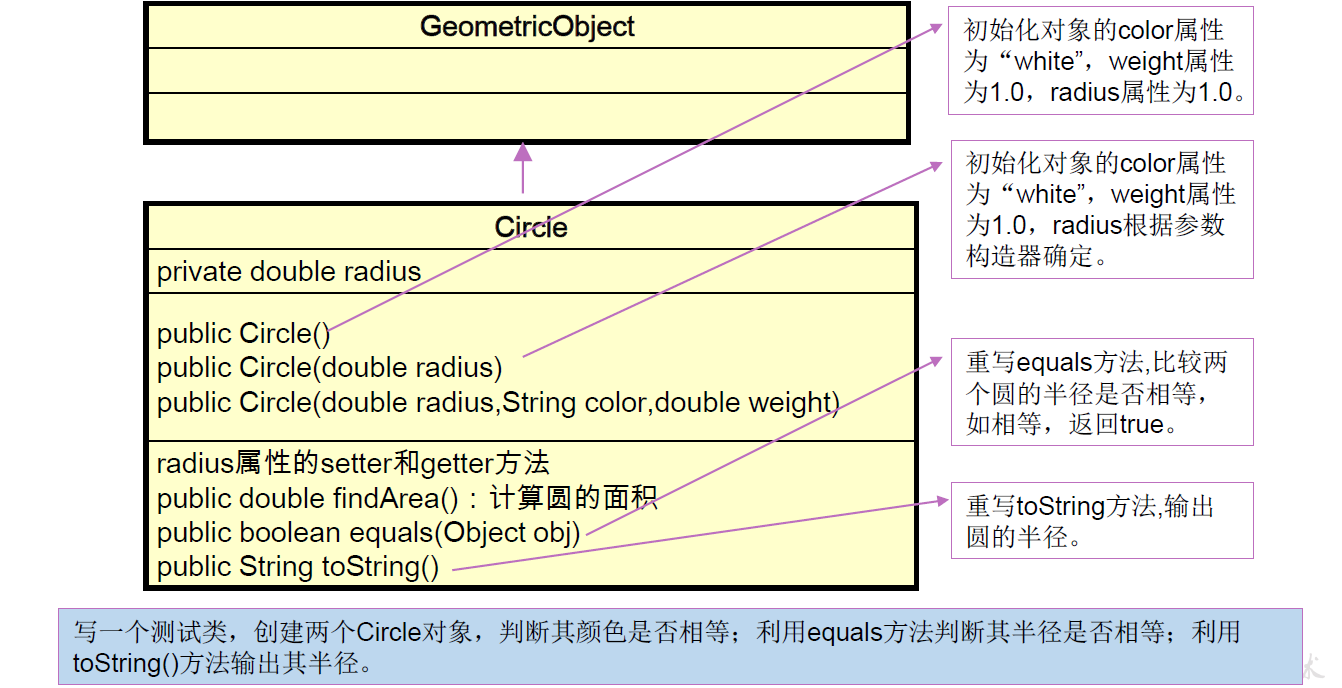 GeometricObject
初始化对象的color属性
为“white”，weight属性
为1.0，radius属性为1.0。
初始化对象的color属性
为“white”，weight属性
为1.0，radius根据参数
构造器确定。
Circle
private double radius
public Circle()
public Circle(double radius)
public Circle(double radius,String color,double weight)
重写equals方法,比较两
个圆的半径是否相等，
如相等，返回true。
radius属性的setter和getter方法
public double findArea()：计算圆的面积
public boolean equals(Object obj)
public String toString()
重写toString方法,输出
圆的半径。
写一个测试类，创建两个Circle对象，判断其颜色是否相等；利用equals方法判断其半径是否相等；利用
toString()方法输出其半径。
术